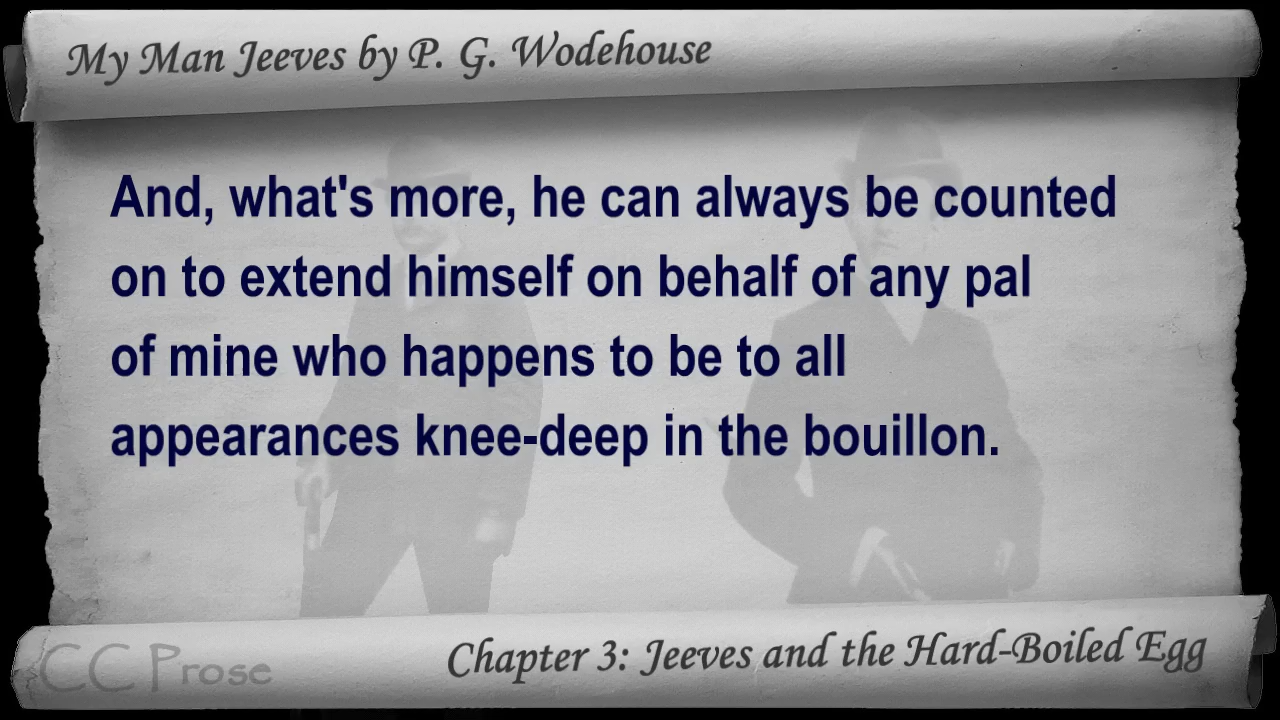 My Man Jeeves by P. G. Wodehouse
And, what's more, he can always be counted
on to extend himself on behalf of any pal
of mine who happens to be to all
appearances knee-deep in the bouillon.
CC Prose
Chapter 3: Jeeves and the Hard-Boiled Egg